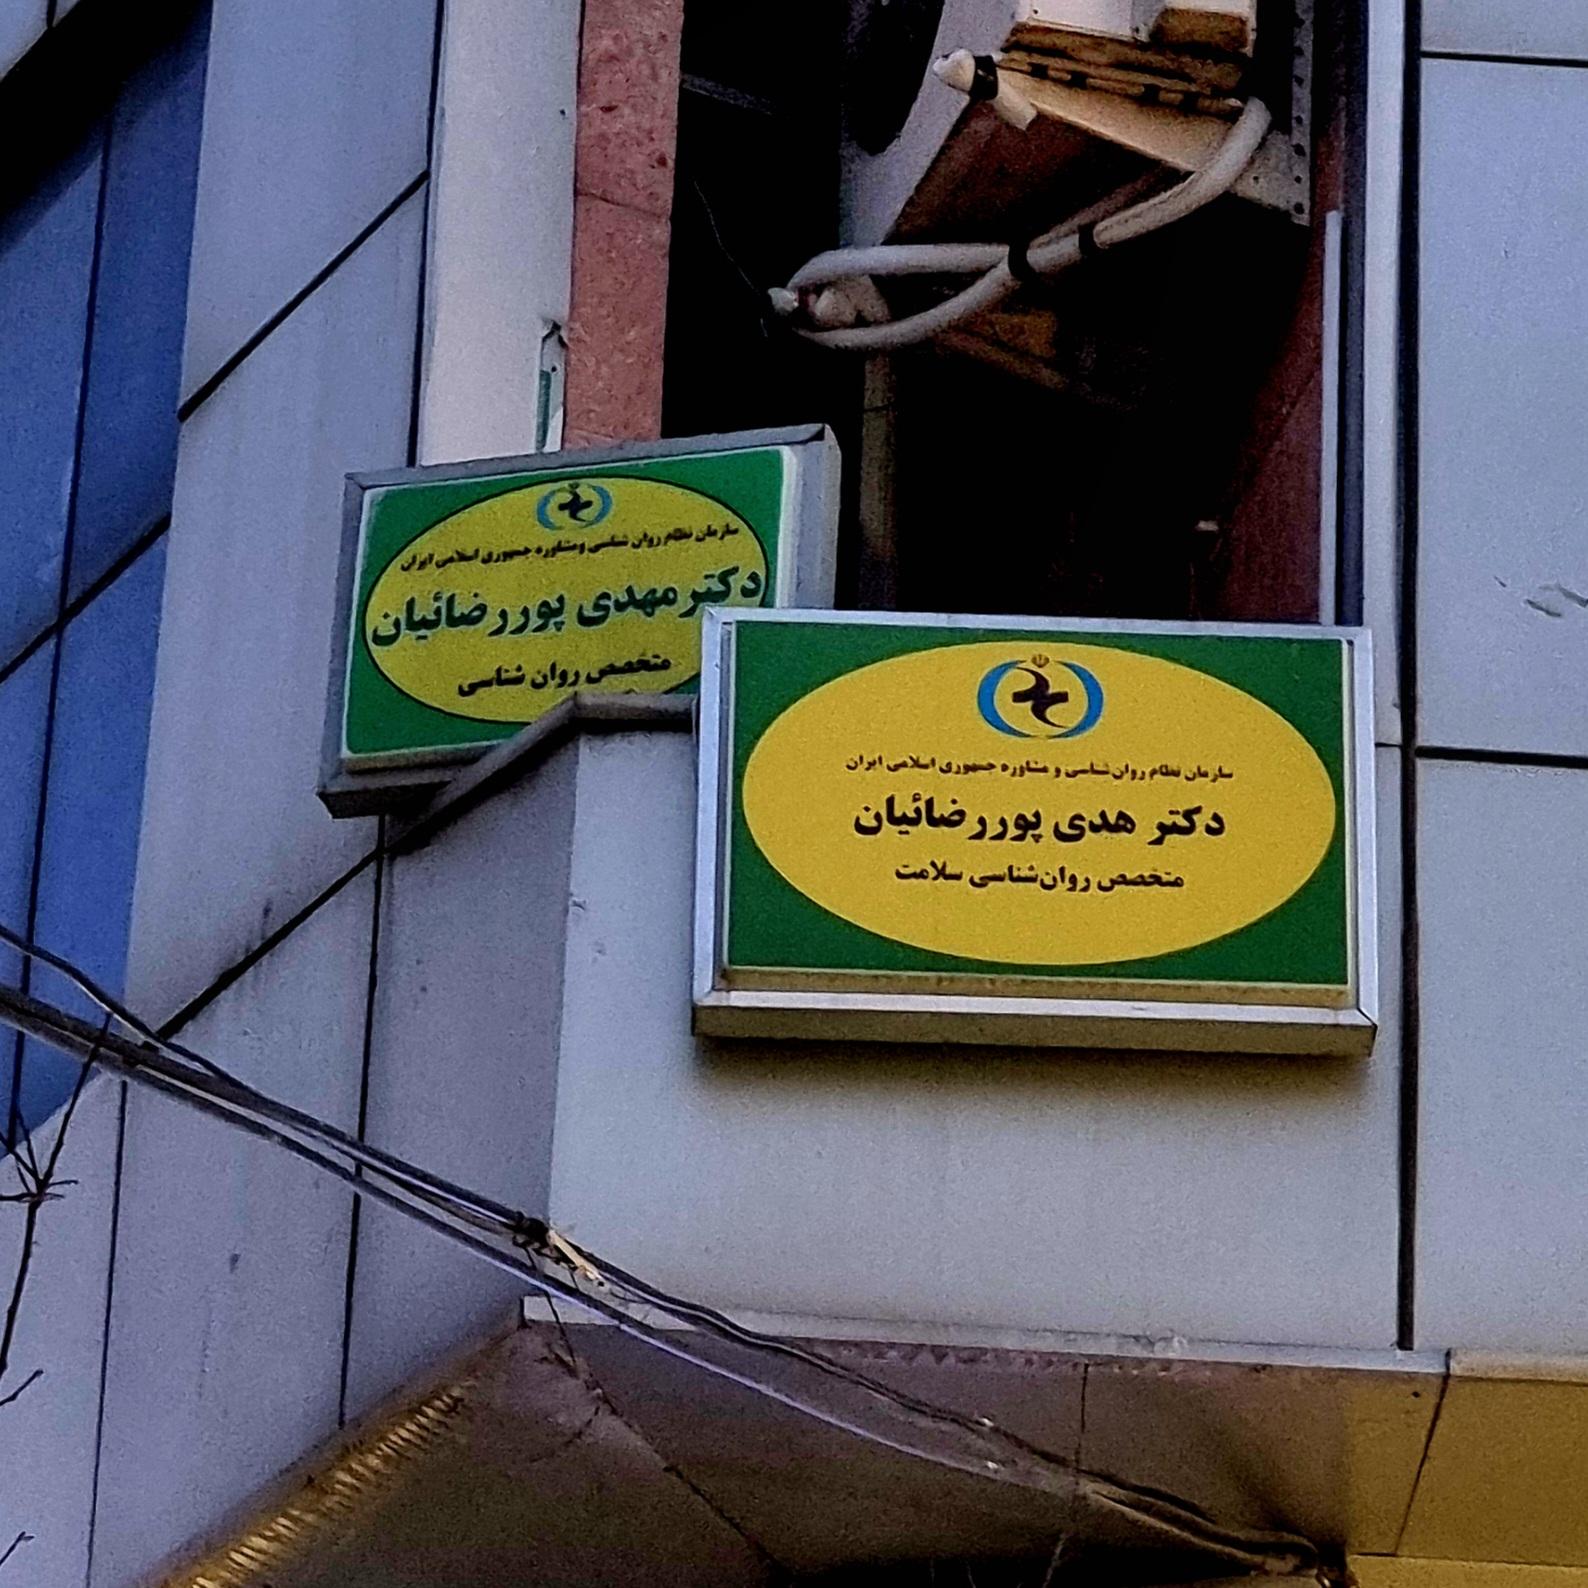 سازمان نظام روان شناسی ومشاوره جمهوری اسلامی ایران
دکتر مهدی پوررضائیان
متخصص روان شناسی
سازمان نظام روان‌شناسی و مشاوره جمهوری اسلامی ایران
دکتر هدی پوررضائیان
متخصص روان‌شناسی سلامت